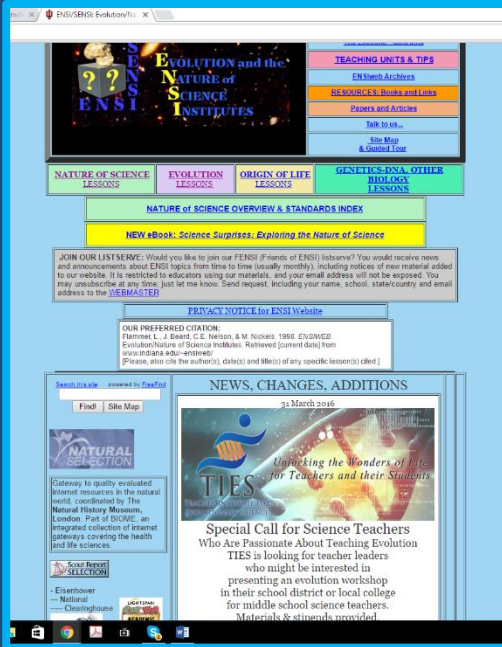 ENSI/SENSI: Evolution/Na
SENSI
EVOLUTION and the
NATURE of
SCIENCE
INSTITUTES
? ?
ENSI
TEACHING UNITS & TIPS
ENSIweb Archives
RESOURCES: Books and Links
Papers and Articles
Talk to us...
Site Map
& Guided Tour
NATURE OF SCIENCE
LESSONS
EVOLUTION
LESSONS
ORIGIN OF LIFE
LESSONS
GENETICS-DNA, OTHER
BIOLOGY
LESSONS
NATURE of SCIENCE OVERVIEW & STANDARDS INDEX
NEW eBook: Science Surprises: Exploring the Nature of Science
JOIN OUR LISTSERVE: Would you like to join our FENSI (Friends of ENSI) listserve? You would receive news
and announcements about ENSI topics from time to time (usually monthly), including notices of new material added
to our website. It is restricted to educators using our materials, and your email address will not be exposed. You
may unsubscribe at any time: just let me know. Send request, including your name, school, state/country and email
address to the WEBMASTER.
PRIVACY NOTICE for ENSI Website
OUR PREFERRED CITATION:
Flammer, L., J. Beard, C.E. Nelson, & M. Nickels. 1998. ENSIWEB.
Evolution/Nature of Science Institutes. Retrieved [current date] from
www.indiana.edu/~ensiweb/
[Please, also cite the author(s), date(s) and title(s) of any specific lesson(s) cited.]
Search this site powered by FreeFind
Find! Site Map
NATURAL
SELECTION
Gateway to quality evaluated
internet resources in the natural
world, coordinated by The
Natural History Museum,
London. Part of BIOME, an
integrated collection of internet
gateways covering the health
and life sciences.
Scout Report
SELECTION
- Eisenhower
--- National
---- Clearinghouse
LIGHTSPAN
NEWS, CHANGES, ADDITIONS
31 March 2016
TIES
Unlocking the Wonders of Life
for Teachers and their Students
Special Call for Science Teachers
Who Are Passionate About Teaching Evolution
TIES is looking for teacher leaders
who might be interested in
presenting an evolution workshop
in their school district or local college
for middle school science teachers.
Materials & stipends provided.